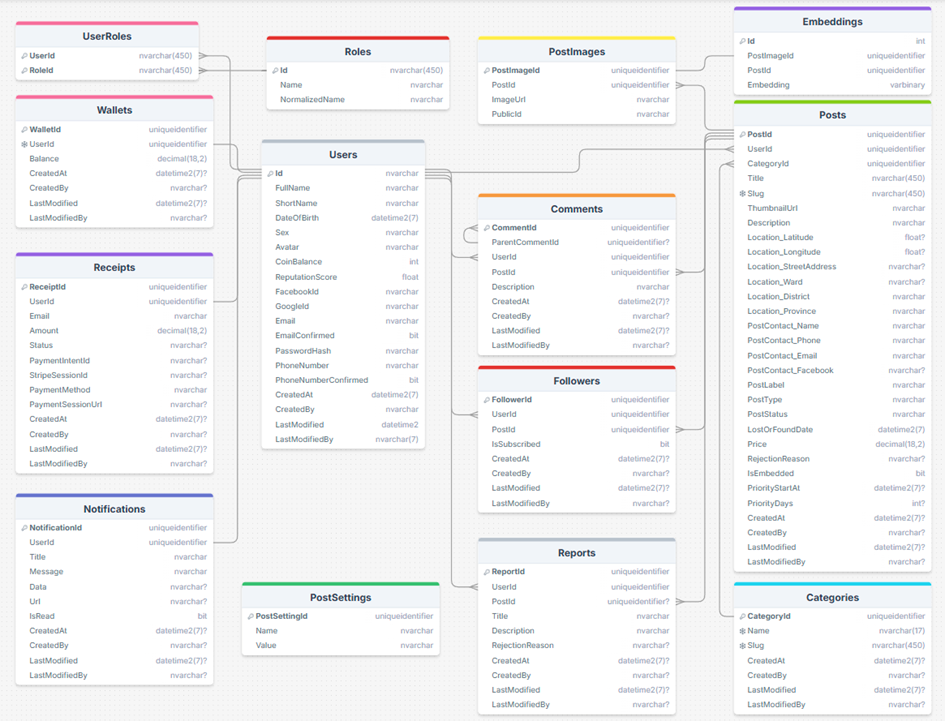 UserRoles
UserId nvarchar(450)
RoleId nvarchar(450)
Wallets
WalletId uniqueidentifier
UserId uniqueidentifier
Balance decimal(18,2)
CreatedAt datetime2(7)?
CreatedBy nvarchar?
LastModified datetime2(7)?
LastModifiedBy nvarchar?
Receipts
ReceiptId uniqueidentifier
UserId uniqueidentifier
Email nvarchar
Amount decimal(18,2)
Status nvarchar?
PaymentIntentId nvarchar?
StripeSessionId nvarchar?
PaymentMethod nvarchar
PaymentSessionUrl nvarchar?
CreatedAt datetime2(7)?
CreatedBy nvarchar?
LastModified datetime2(7)?
LastModifiedBy nvarchar?
Notifications
NotificationId uniqueidentifier
UserId uniqueidentifier
Title nvarchar
Message nvarchar
Data nvarchar?
Url nvarchar?
IsRead bit
CreatedAt datetime2(7)?
CreatedBy nvarchar?
LastModified datetime2(7)?
LastModifiedBy nvarchar?
Roles
Id nvarchar(450)
Name nvarchar
NormalizedName nvarchar
Users
Id nvarchar
FullName nvarchar
ShortName nvarchar
DateOfBirth datetime2(7)
Sex nvarchar
Avatar nvarchar
CoinBalance int
ReputationScore float
FacebookId nvarchar
GoogleId nvarchar
Email nvarchar
EmailConfirmed bit
PasswordHash nvarchar
PhoneNumber nvarchar
PhoneNumberConfirmed bit
CreatedAt datetime2(7)
CreatedBy nvarchar
LastModified datetime2
LastModifiedBy nvarchar(7)
PostSettings
PostSettingId uniqueidentifier
Name nvarchar
Value nvarchar
PostImages
PostImageId uniqueidentifier
PostId uniqueidentifier
ImageUrl nvarchar
PublicId nvarchar
Comments
CommentId uniqueidentifier
ParentCommentId uniqueidentifier?
UserId uniqueidentifier
PostId uniqueidentifier
Description nvarchar
CreatedAt datetime2(7)?
CreatedBy nvarchar?
LastModified datetime2(7)?
LastModifiedBy nvarchar?
Followers
FollowerId uniqueidentifier
UserId uniqueidentifier
PostId uniqueidentifier
IsSubscribed bit
CreatedAt datetime2(7)?
CreatedBy nvarchar?
LastModified datetime2(7)?
LastModifiedBy nvarchar?
Reports
ReportId uniqueidentifier
UserId uniqueidentifier
PostId uniqueidentifier?
Title nvarchar
Description nvarchar
RejectionReason nvarchar?
CreatedAt datetime2(7)?
CreatedBy nvarchar?
LastModified datetime2(7)?
LastModifiedBy nvarchar?
Embeddings
Id int
PostImageId uniqueidentifier
PostId uniqueidentifier
Embedding varbinary
Posts
PostId uniqueidentifier
UserId uniqueidentifier
CategoryId uniqueidentifier
Title nvarchar(450)
Slug nvarchar(450)
ThumbnailUrl nvarchar
Description nvarchar
Location_Latitude float?
Location_Longitude float?
Location_StreetAddress nvarchar?
Location_Ward nvarchar?
Location_District nvarchar
Location_Province nvarchar
PostContact_Name nvarchar
PostContact_Phone nvarchar
PostContact_Email nvarchar
PostContact_Facebook nvarchar?
PostLabel nvarchar
PostType nvarchar
PostStatus nvarchar
LostOrFoundDate datetime2(7)
Price decimal(18,2)
RejectionReason nvarchar?
IsEmbedded bit
PriorityStartAt datetime2(7)?
PriorityDays int?
CreatedAt datetime2(7)?
CreatedBy nvarchar?
LastModified datetime2(7)?
LastModifiedBy nvarchar?
Categories
CategoryId uniqueidentifier
Name nvarchar(17)
Slug nvarchar(450)
CreatedAt datetime2(7)?
CreatedBy nvarchar?
LastModified datetime2(7)?
LastModifiedBy nvarchar?